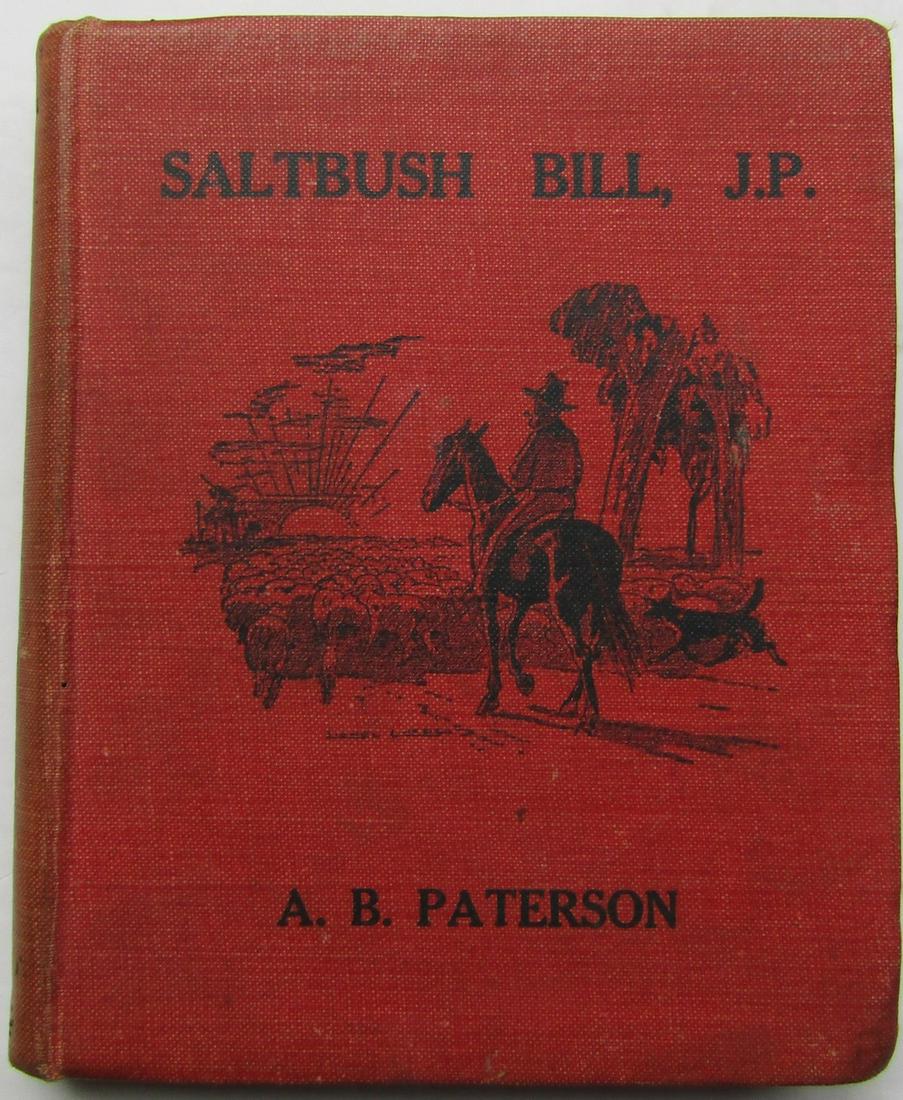 SALTBUSH BILL, J.P.
A. B. PATERSON